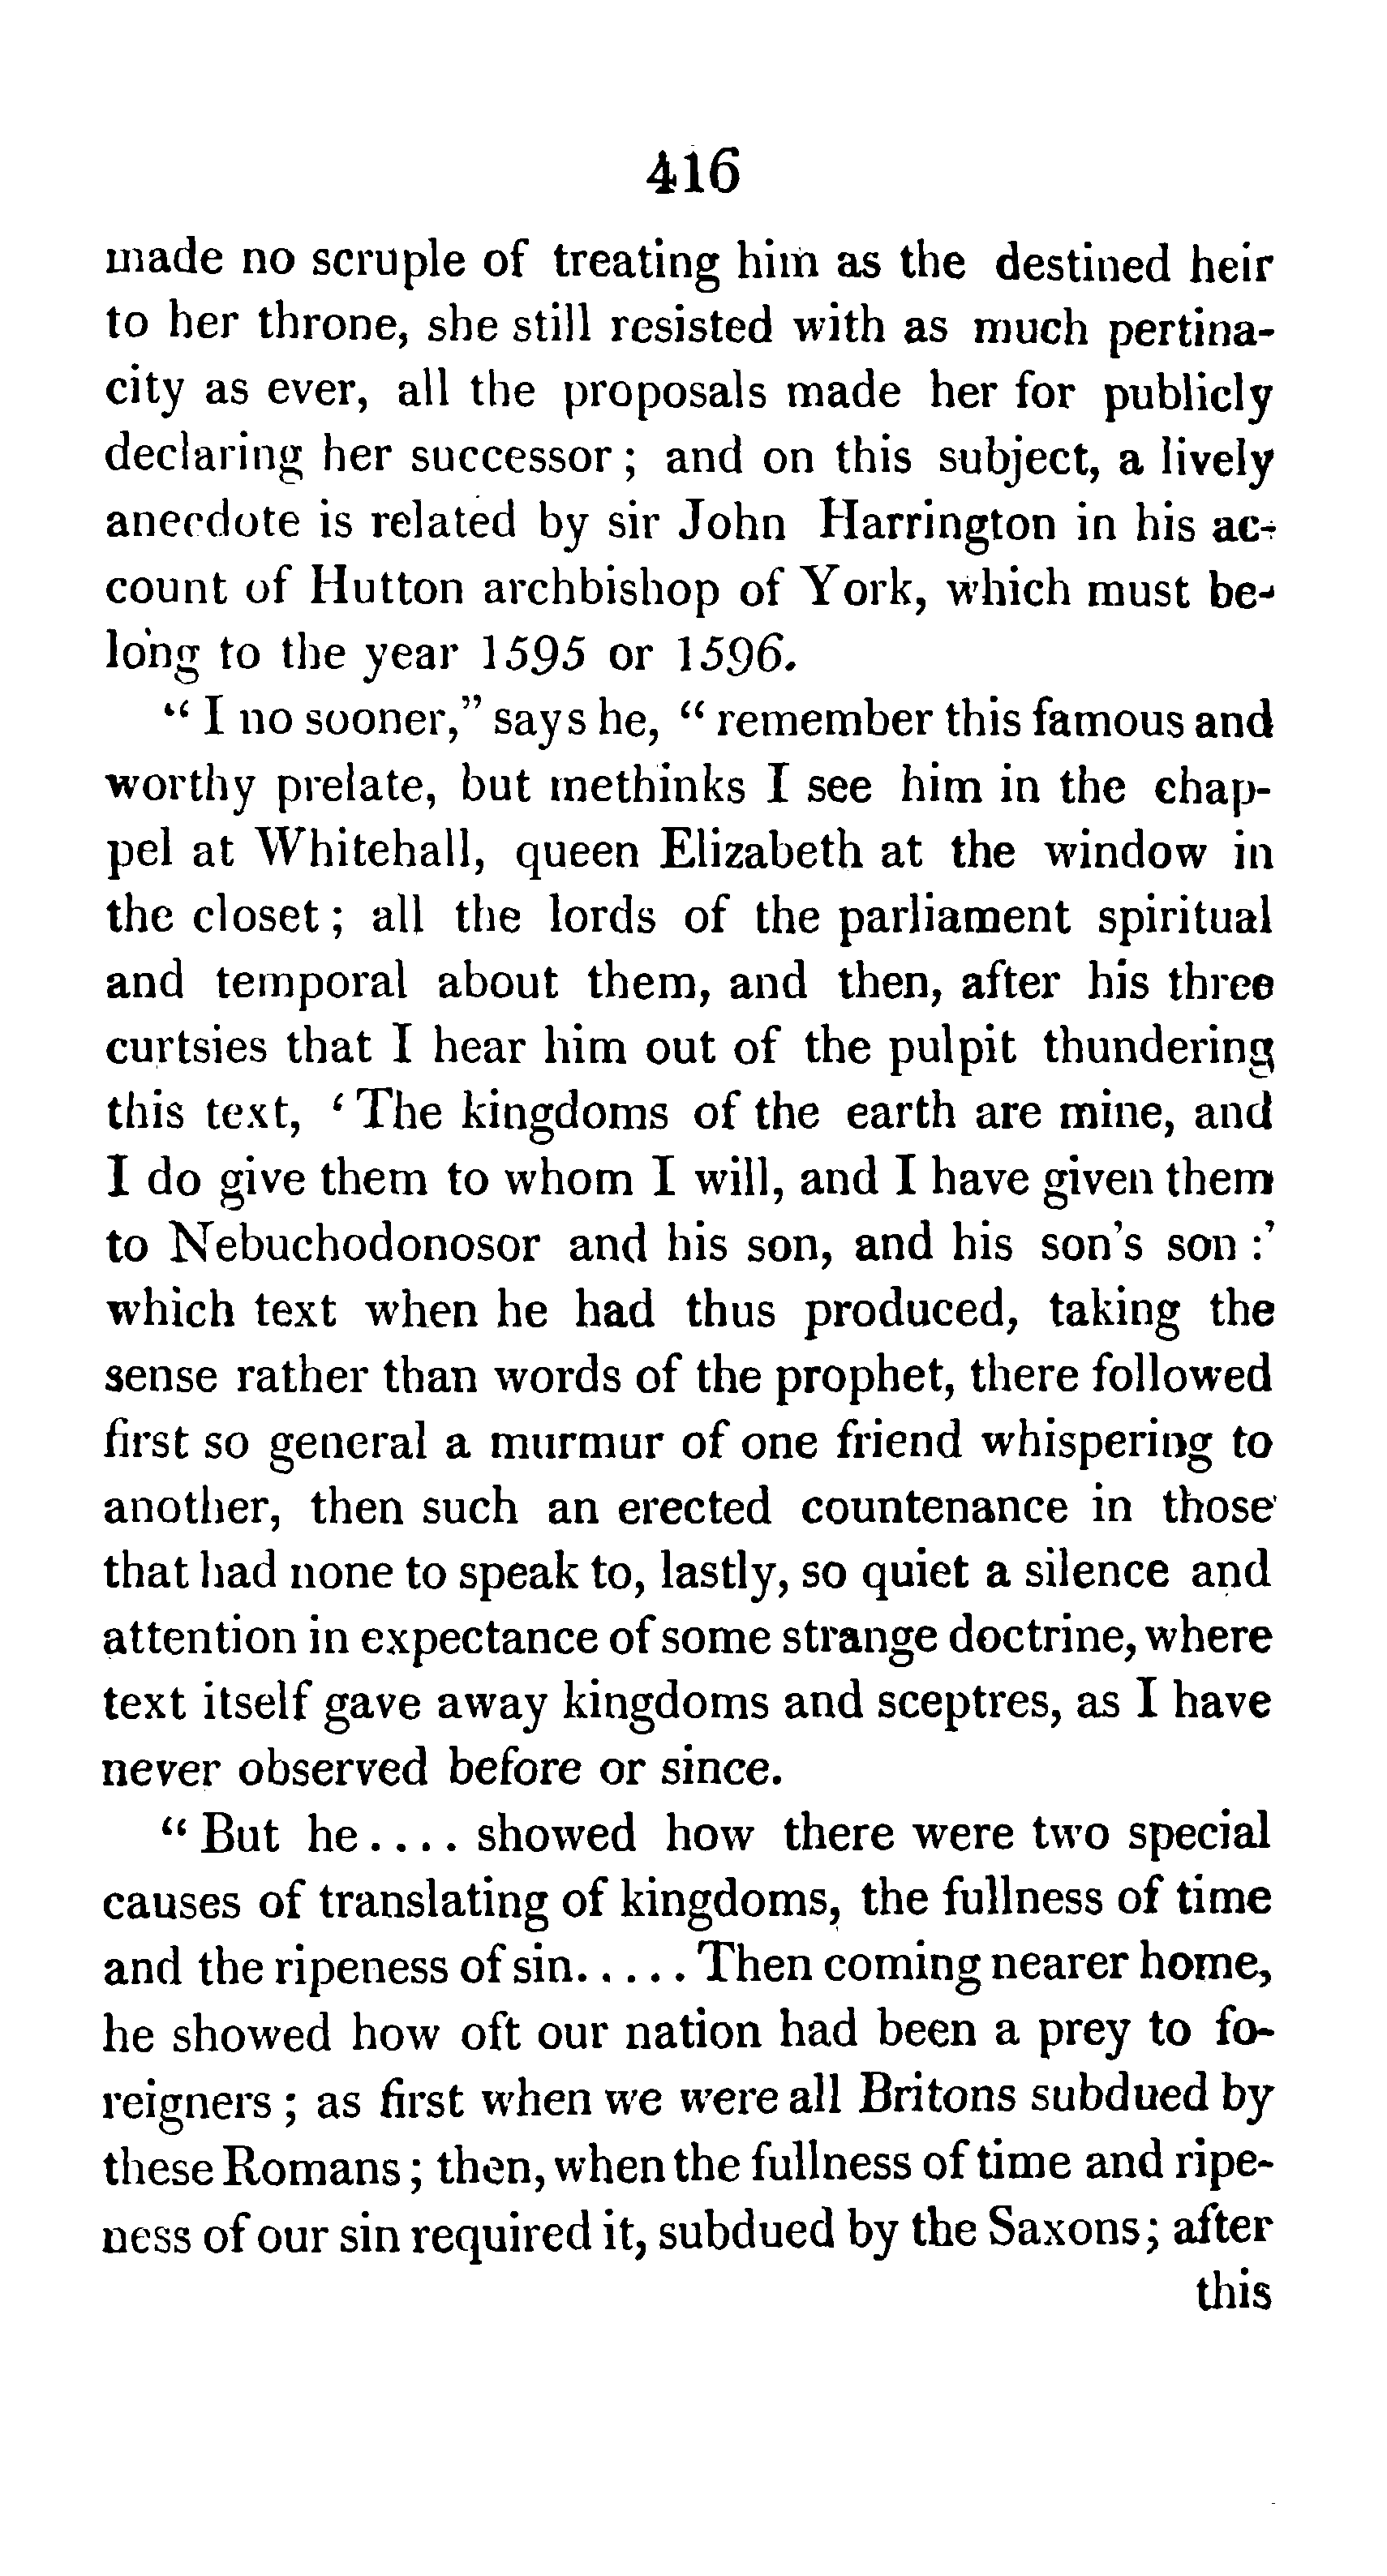 416
made no scruple of treating him as the destined heir
to her throne, she still resisted with as much pertina-
city as ever, all the proposals made her for publicly
declaring her successor; and on this subject, a lively
anecdote is related by sir John Harrington in his ac-
count of Hutton archbishop of York, which must be-
long to the year 1595 or 1596.
“ I no sooner,” says he, “ remember this famous and
worthy prelate, but methinks I see him in the chap-
pel at Whitehall, queen Elizabeth at the window in
the closet; all the lords of the parliament spiritual
and temporal about them, and then, after his three
curtsies that I hear him out of the pulpit thundering
this text, ‘ The kingdoms of the earth are mine, and
I do give them to whom I will, and I have given them
to Nebuchodonosor and his son, and his son's son :’
which text when he had thus produced, taking the
sense rather than words of the prophet, there followed
first so general a murmur of one friend whispering to
another, then such an erected countenance in those
that had none to speak to, lastly, so quiet a silence and
attention in expectance of some strange doctrine, where
text itself gave away kingdoms and sceptres, as I have
never observed before or since.
“ But he.... showed how there were two special
causes of translating of kingdoms, the fullness of time
and the ripeness of sin..... Then coming nearer home,
he showed how oft our nation had been a prey to fo-
reigners; as first when we were all Britons subdued by
these Romans; then, when the fullness of time and ripe-
ness of our sin required it, subdued by the Saxons; after
this